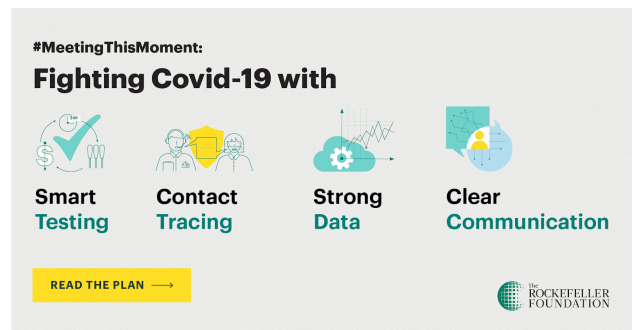 #MeetingThisMoment:
Fighting Covid-19 with
Smart
Testing
Contact
Tracing
Strong
Data
Clear
Communication
READ THE PLAN
The
ROCKEFELLER
FOUNDATION